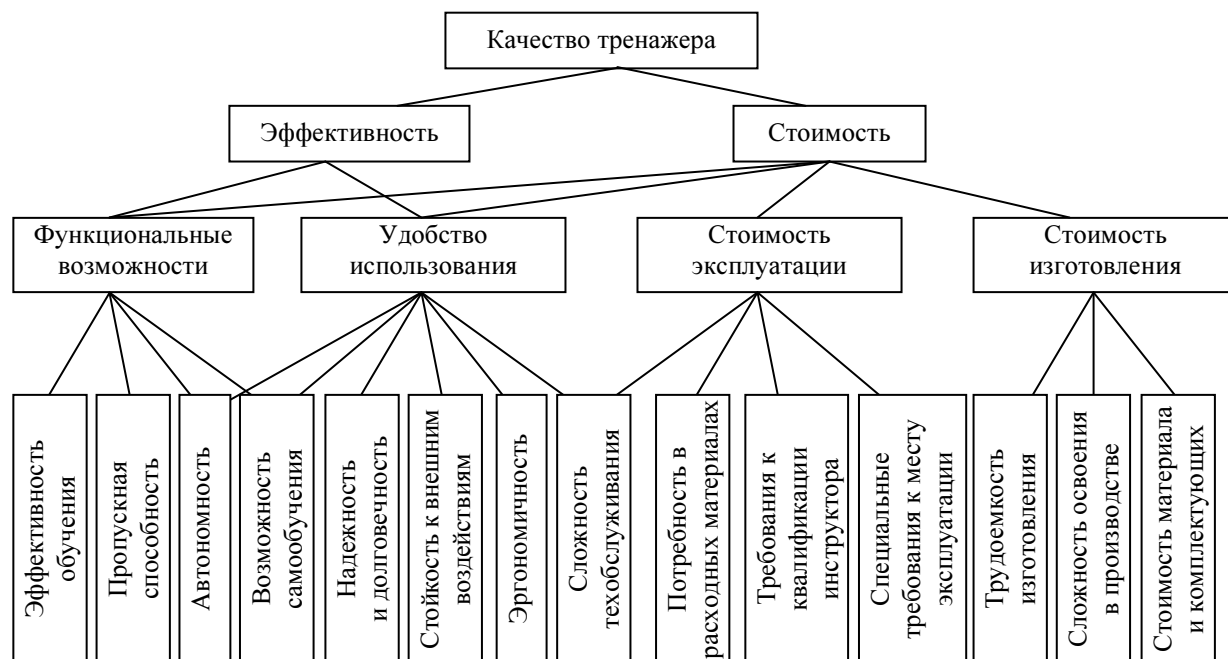 Качество тренажера
Эффективность
Стоимость
Функциональные
возможности
Удобство
использования
Стоимость
эксплуатации
Стоимость
изготовления
Эффективность
обучения
Пропускная
способность
Автономность
Возможность
самообучения
Надежность
и долговечность
Стойкость к внешним
воздействиям
Эргономичность
Сложность
техобслуживания
Потребность в
расходных материалах
Требования к
квалификации
инструктора
Специальные
требования к месту
эксплуатации
Трудоемкость
изготовления
Сложность освоения
в производстве
Стоимость материала
и комплектующих